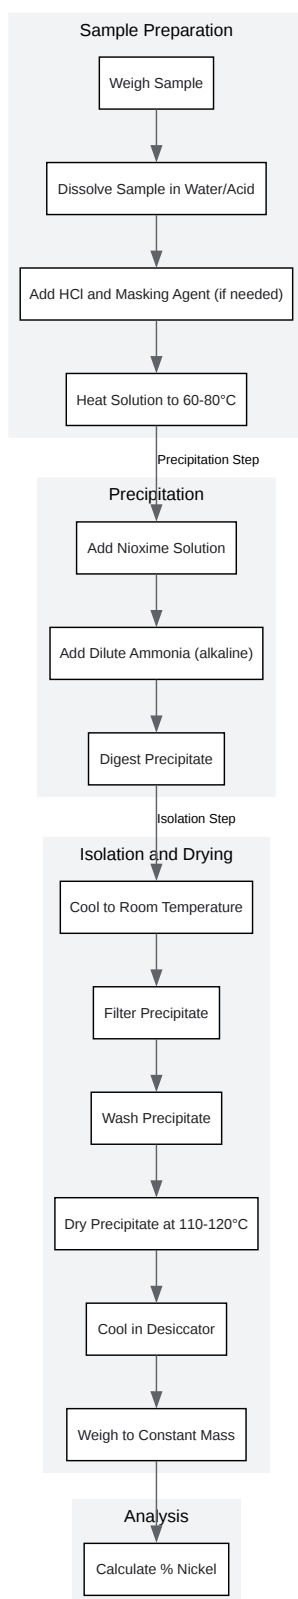 Sample Preparation
Weigh Sample
Dissolve Sample in Water/Acid
Add HCl and Masking Agent (if needed)
Heat Solution to 60-80°C
Precipitation Step
Precipitation
Add Nioxime Solution
Add Dilute Ammonia (alkaline)
Digest Precipitate
Isolation Step
Isolation and Drying
Cool to Room Temperature
Filter Precipitate
Wash Precipitate
Dry Precipitate at 110-120°C
Cool in Desiccator
Weigh to Constant Mass
Analysis
Calculate % Nickel